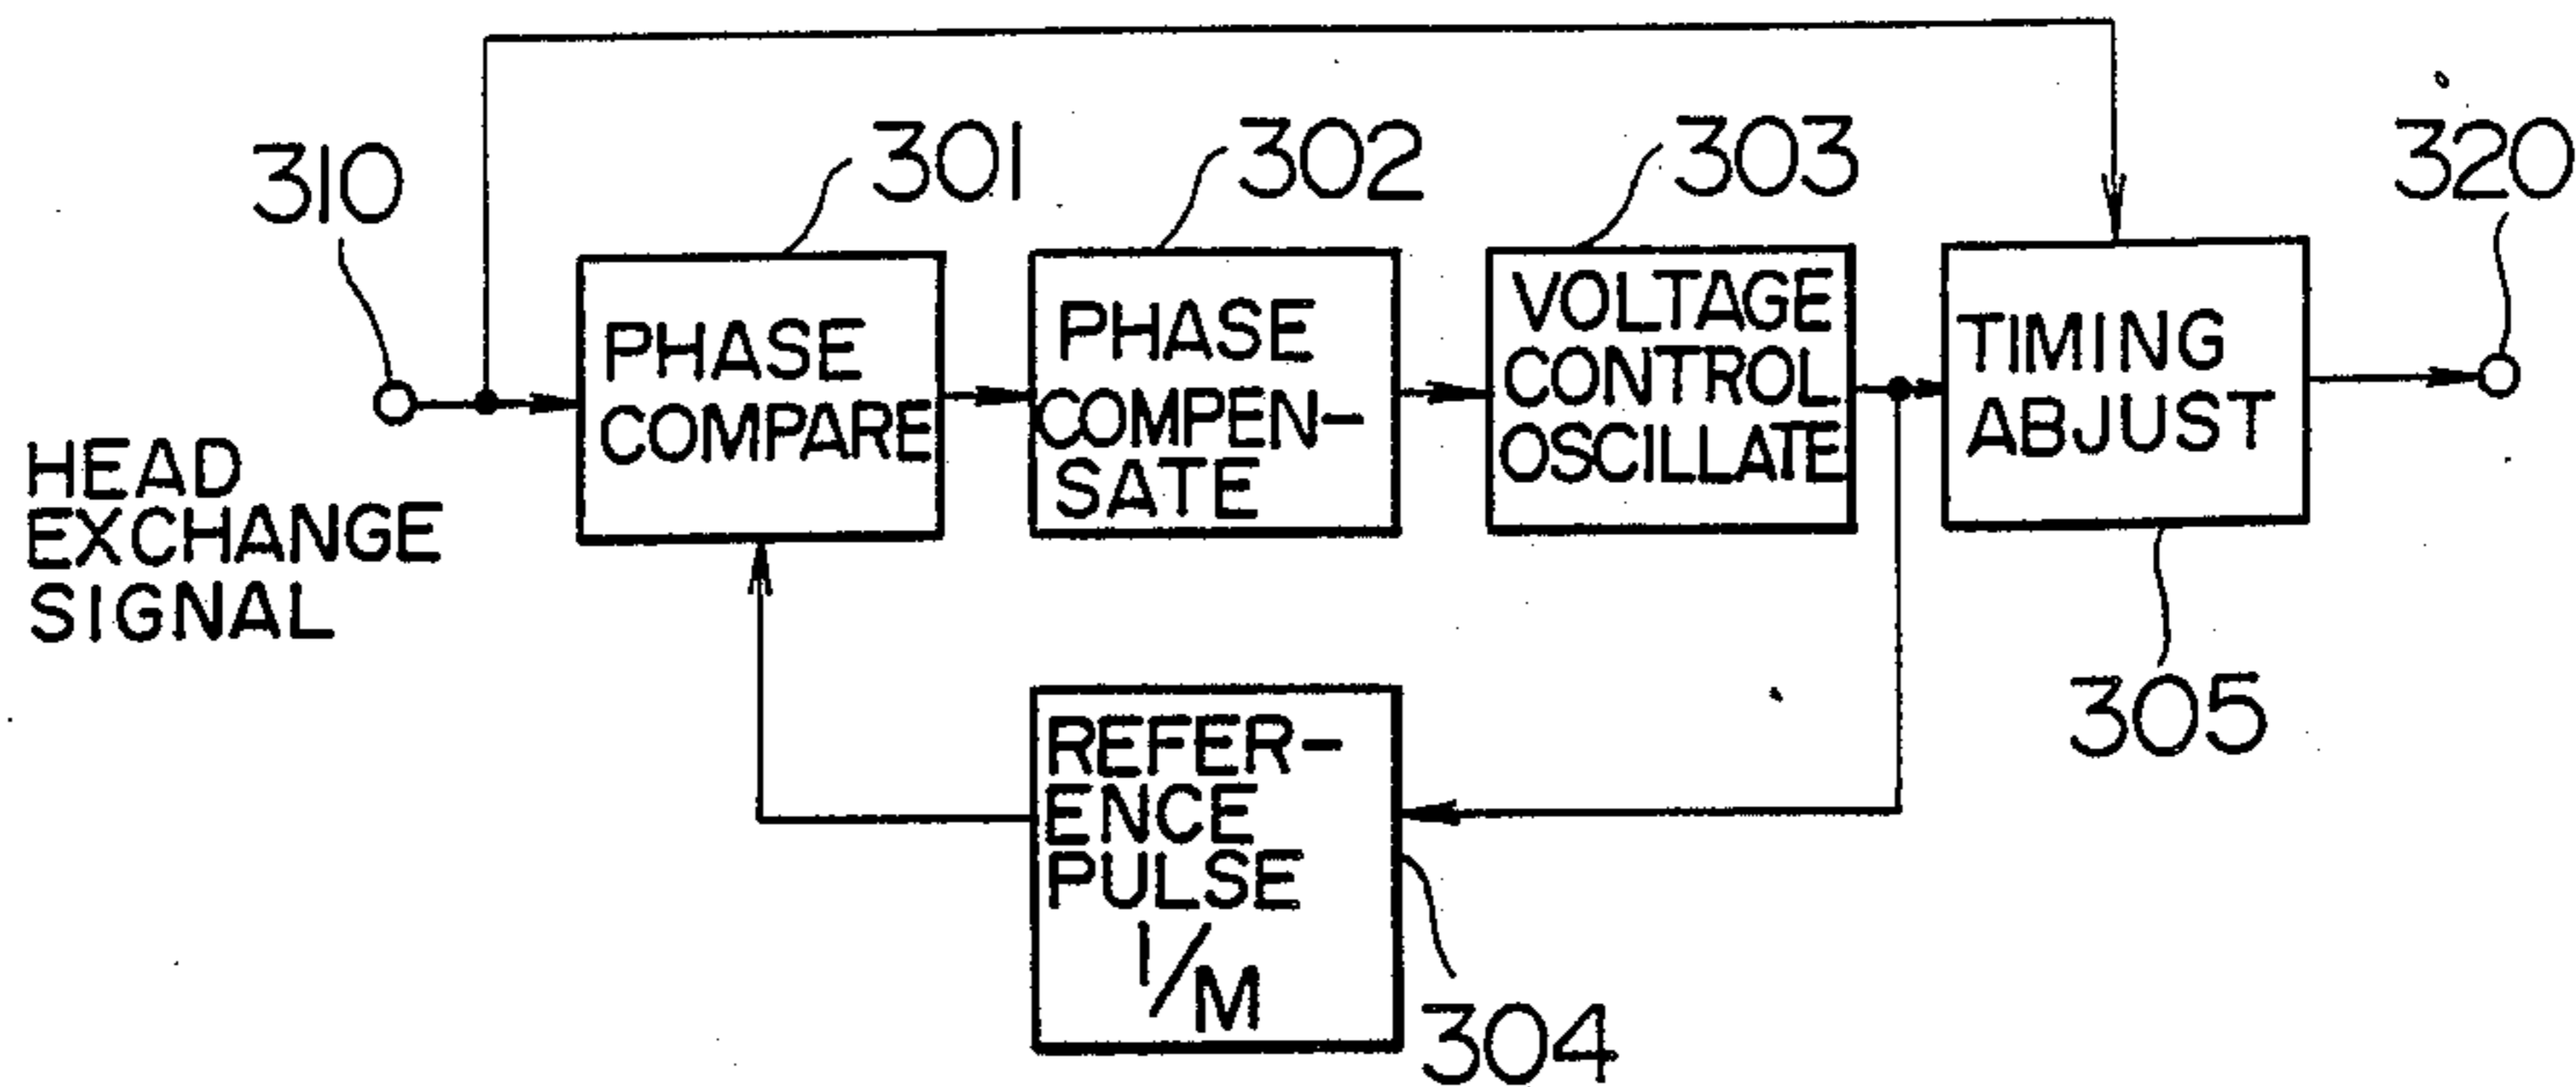 310
HEAD
EXCHANGE
SIGNAL
301
PHASE
COMPARE
302
PHASE
COMPEN-
SATE
303
VOLTAGE
CONTROL
OSCILLATE
TIMING
ABJUST
305
320
REFER-
ENCE
PULSE
1/M
304